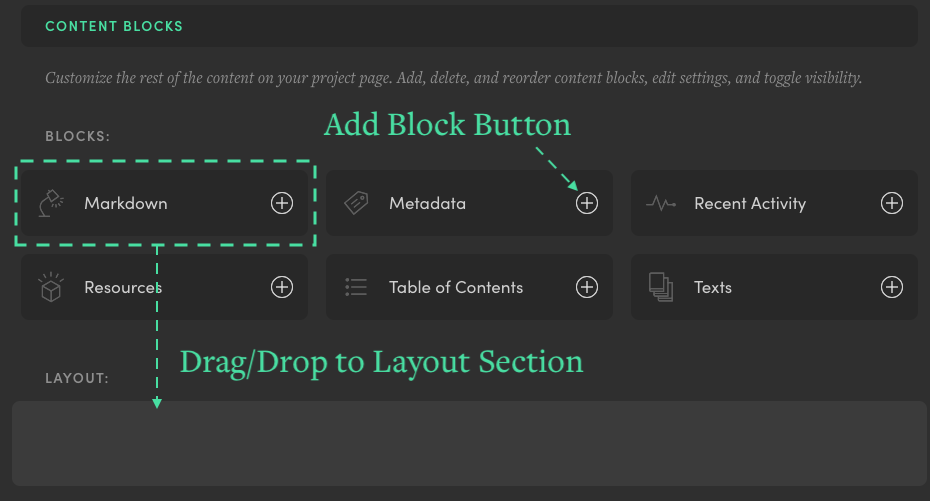 CONTENT BLOCKS
Customize the rest of the content on your project page. Add, delete, and reorder content blocks, edit settings, and toggle visibility.
Add Block Button
BLOCKS:
Markdown
Metadata
Recent Activity
Resources
Table of Contents
Texts
Drag/Drop to Layout Section
LAYOUT: